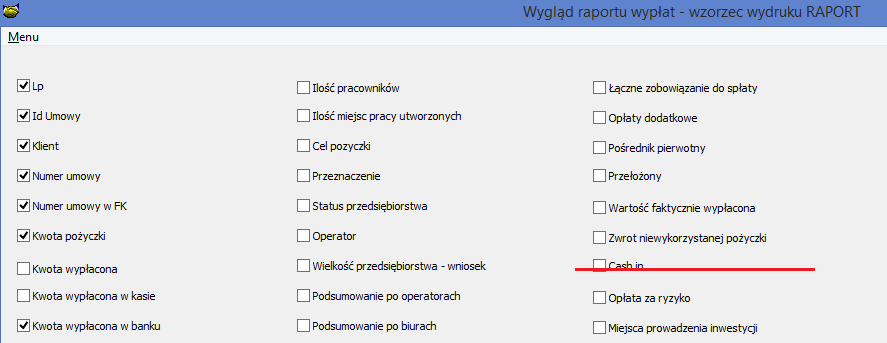 Wygląd raportu wypłat - wzorzec wydruku RAPORT
Menu
Lp
Id Umowy
Klient
Numer umowy
Numer umowy w FK
Kwota pożyczki
Kwota wypłacona
Kwota wypłacona w kasie
Kwota wypłacona w banku
Ilość pracowników
Ilość miejsc pracy utworzonych
Cel pozyczki
Przeznaczenie
Status przedsiębiorstwa
Operator
Wielkość przedsiębiorstwa - wniosek
Podsumowanie po operatorach
Podsumowanie po biurach
Łączne zobowiązanie do spłaty
Opłaty dodatkowe
Pośrednik pierwotny
Przełożony
Wartość faktycznie wypłacona
Zwrot niewykorzystanej pożyczki
Cash in
Opłata za ryzyko
Miejsca prowadzenia inwestycji